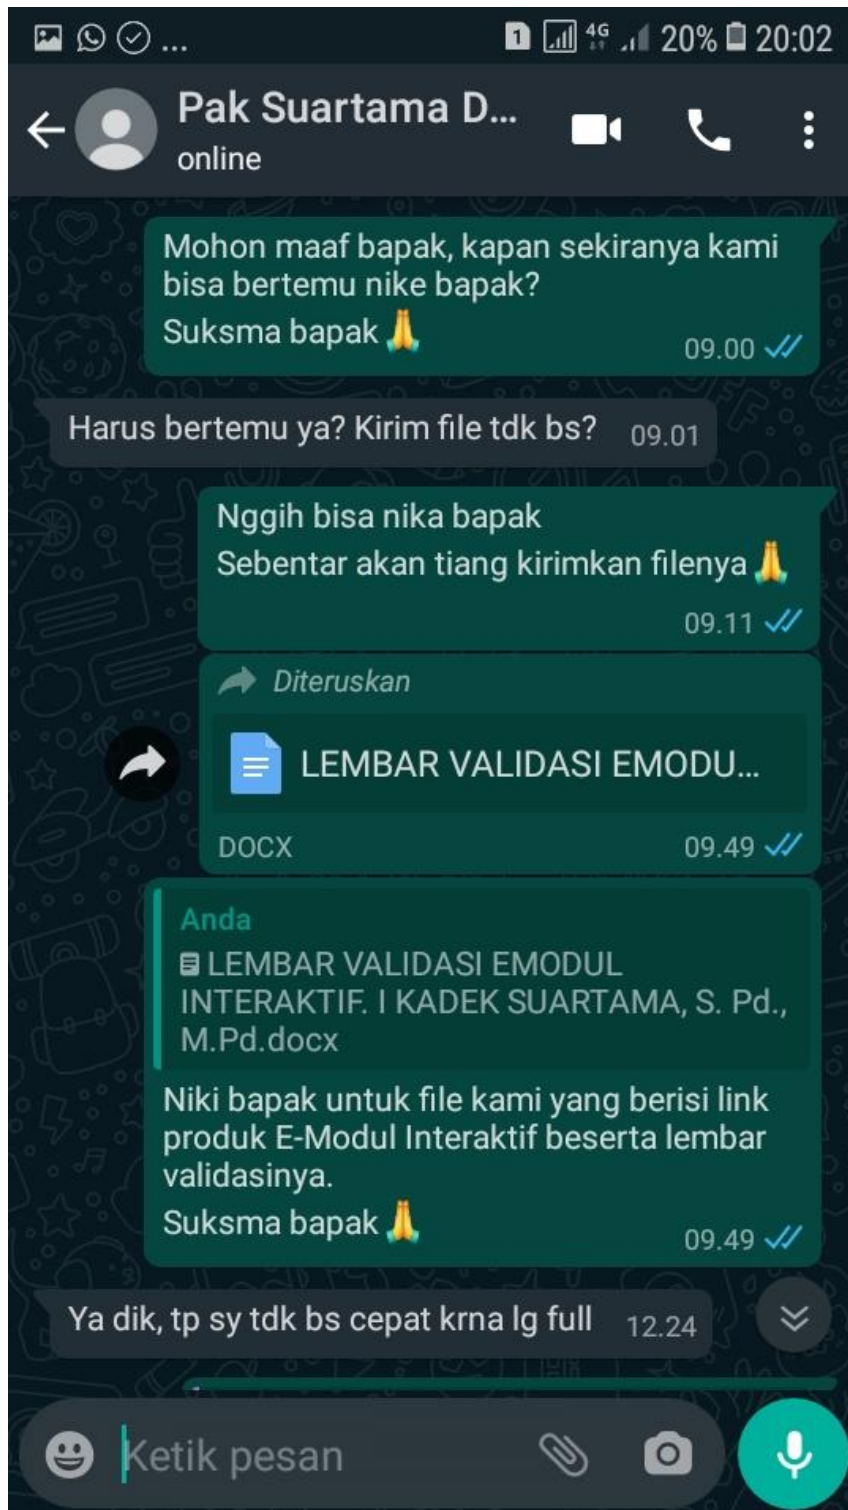 ... 1 4G 20% 20:02
Pak Suartama D...
online
Mohon maaf bapak, kapan sekiranya kami
bisa bertemu nike bapak?
Suksma bapak🙏
09.00
Harus bertemu ya? Kirim file tdk bs? 09.01
Nggih bisa nika bapak
Sebentar akan tiang kirimkan filenya🙏
09.11
Diteruskan
LEMBAR VALIDASI EMODU...
DOCX 09.49
Anda
LEMBAR VALIDASI EMODUL
INTERAKTIF. I KADEK SUARTAMA, S. Pd.,
M.Pd.docx
Niki bapak untuk file kami yang berisi link
produk E-Modul Interaktif beserta lembar
validasinya.
Suksma bapak🙏
09.49
Ya dik, tp sy tdk bs cepat krna lg full 12.24
Ketik pesan